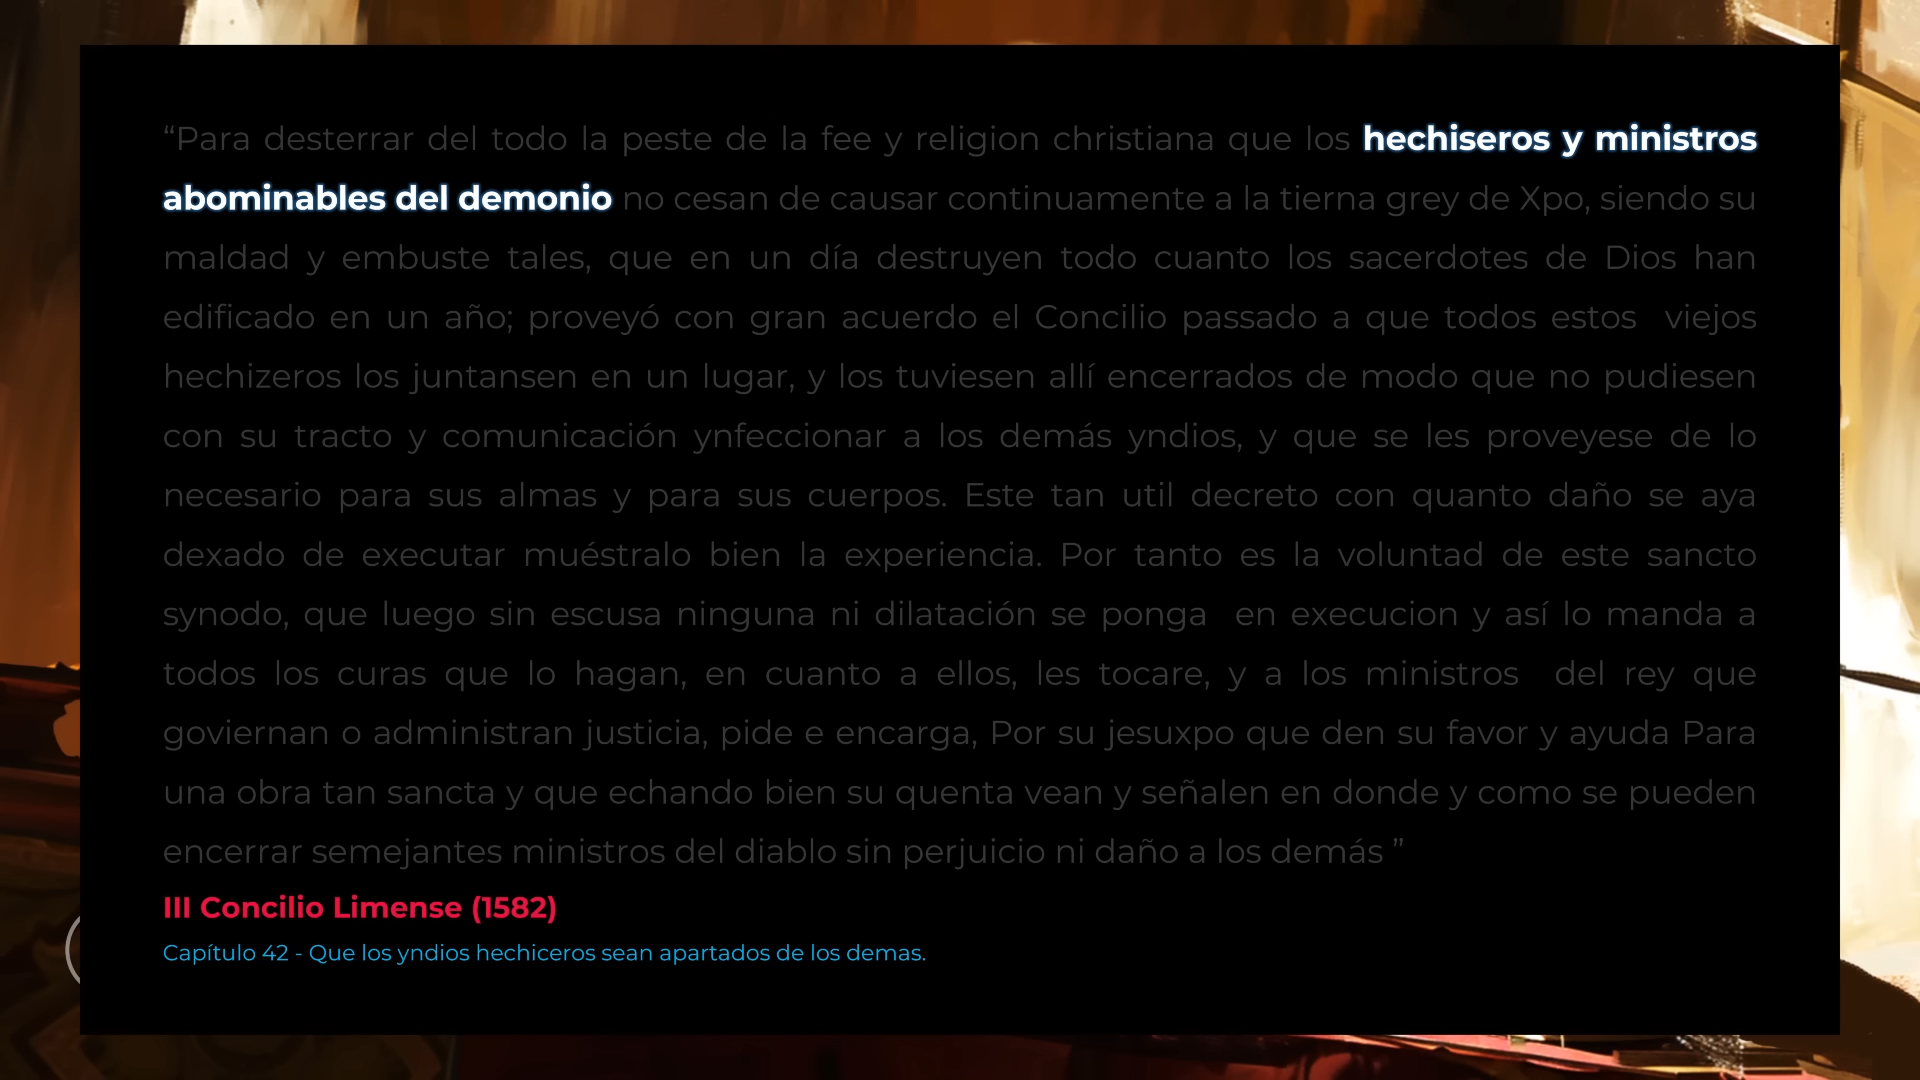 “Para desterrar del todo la peste de la fee y religion christiana que los hechiseros y ministros
abominables del demonio no cesan de causar continuamente a la tierna grey de Xpo, siendo su
maldad y embuste tales, que en un día destruyen todo cuanto los sacerdotes de Dios han
edificado en un año; proveyó con gran acuerdo el Concilio passado a que todos estos viejos
hechizeros los juntansen en un lugar, y los tuviesen allí encerrados de modo que no pudiesen
con su tracto y comunicación ynfeccionar a los demás yndios, y que se les proveyese de lo
necesario para sus almas y para sus cuerpos. Este tan util decreto con quanto daño se aya
dexado de executar muéstralo bien la experiencia. Por tanto es la voluntad de este sancto
synodo, que luego sin escusa ninguna ni dilatación se ponga en execucion y así lo manda a
todos los curas que lo hagan, en cuanto a ellos, les tocare, y a los ministros del rey que
goviernan o administran justicia, pide e encarga, Por su jesuxpo que den su favor y ayuda Para
una obra tan sancta y que echando bien su quenta vean y señalen en donde y como se pueden
encerrar semejantes ministros del diablo sin perjuicio ni daño a los demás ”
III Concilio Limense (1582)
Capítulo 42 - Que los yndios hechiceros sean apartados de los demas.